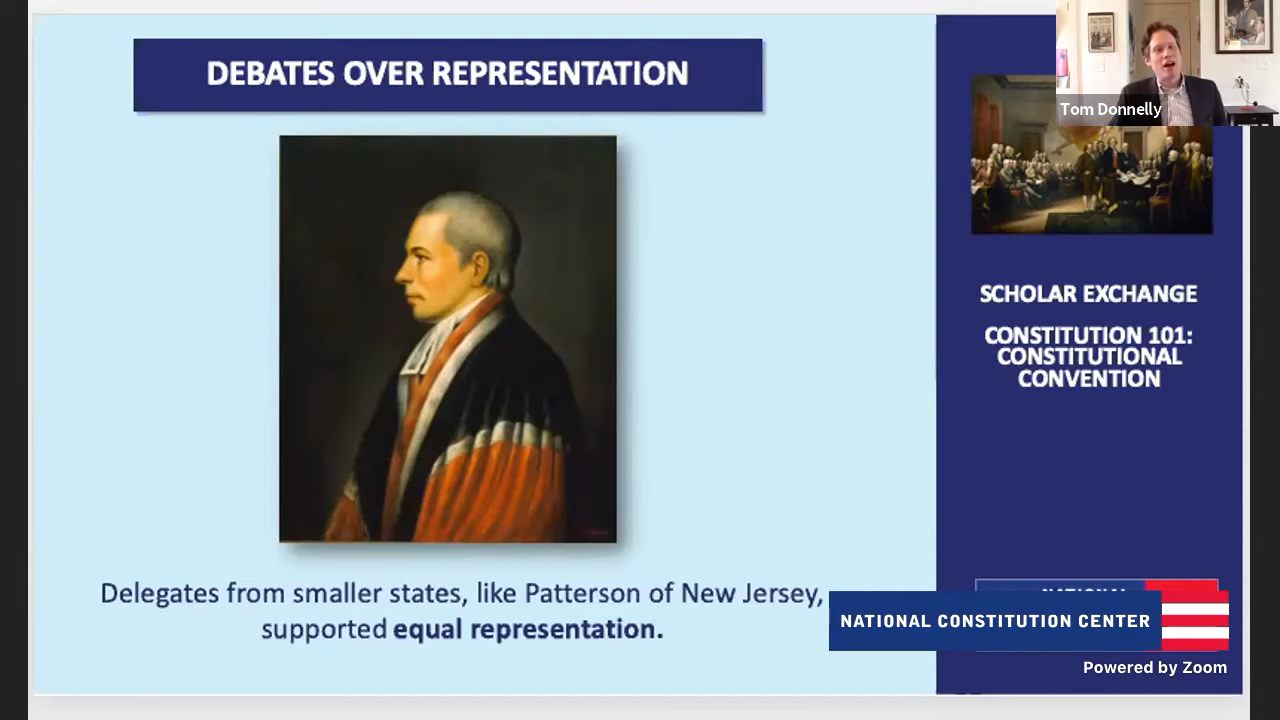 DEBATES OVER REPRESENTATION
Delegates from smaller states, like Patterson of New Jersey,
supported equal representation.
Tom Donnelly
SCHOLAR EXCHANGE
CONSTITUTION 101:
CONSTITUTIONAL
CONVENTION
NATIONAL
NATIONAL CONSTITUTION CENTER
Powered by Zoom